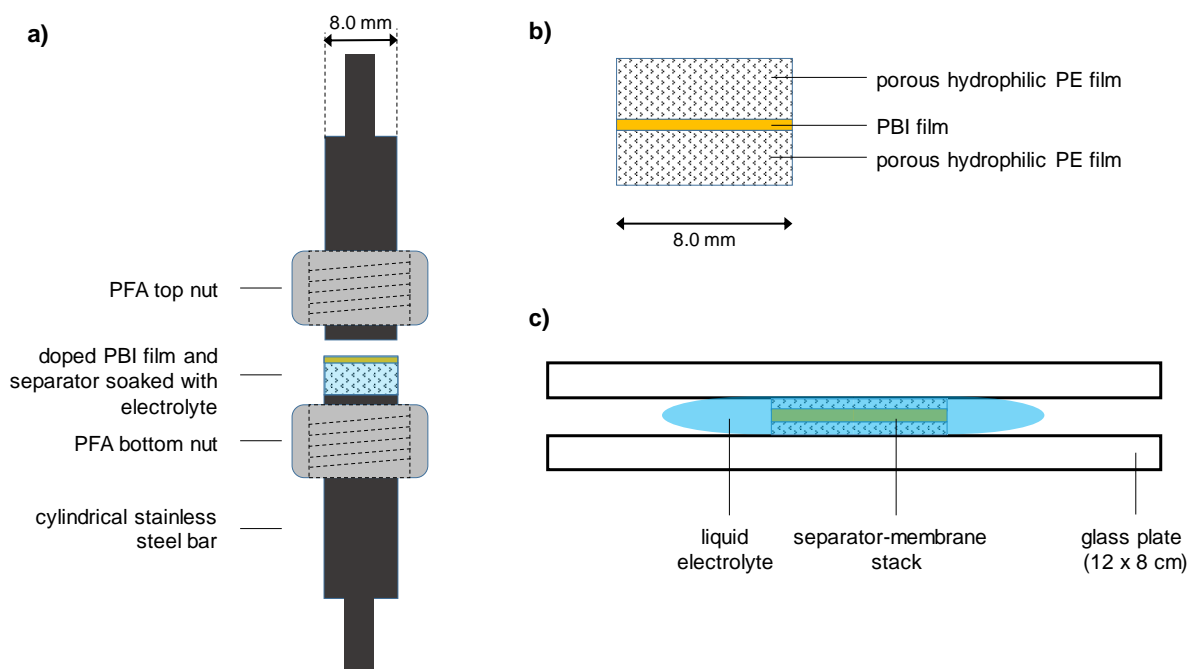 a)
8.0 mm
PFA top nut
doped PBI film and
separator soaked with
electrolyte
PFA bottom nut
cylindrical stainless
steel bar
b)
porous hydrophilic PE film
PBI film
porous hydrophilic PE film
8.0 mm
c)
liquid
electrolyte
separator-membrane
stack
glass plate
(12 x 8 cm)